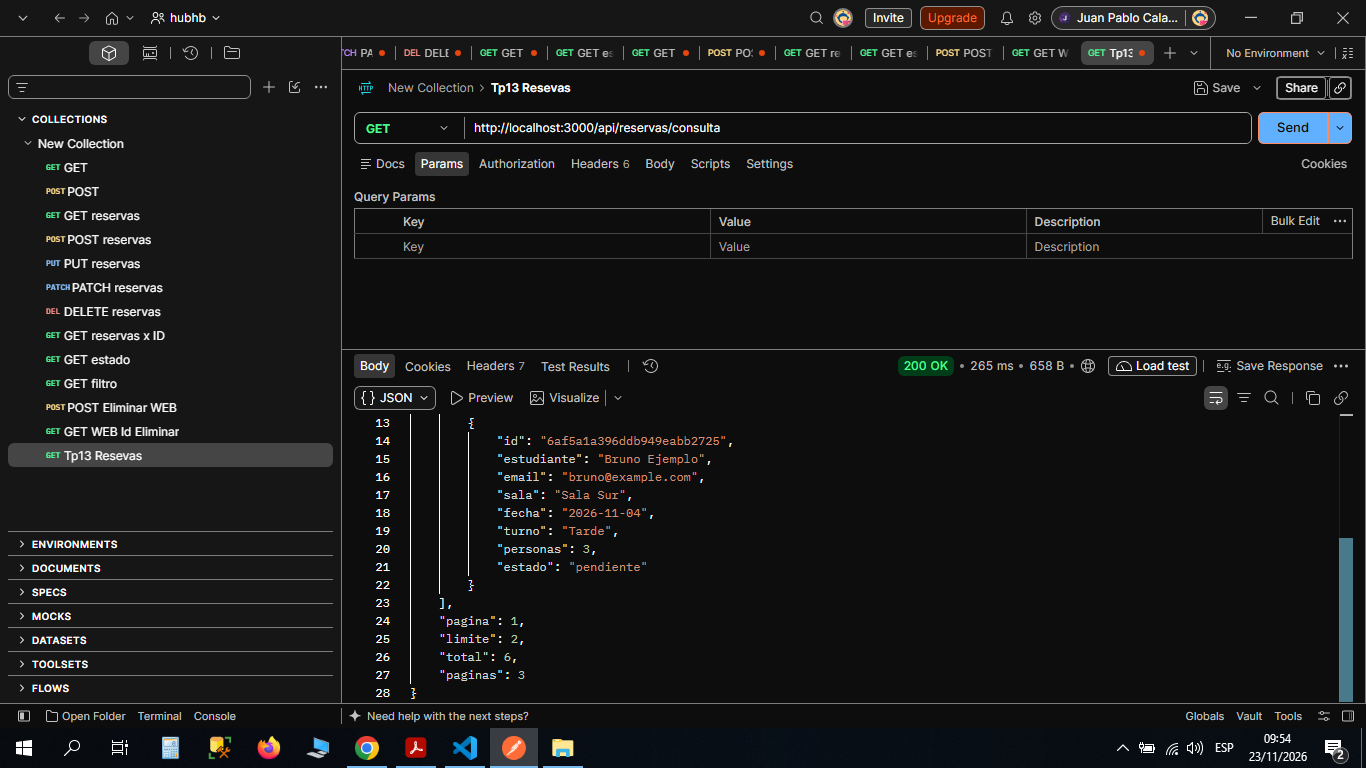 hubhb
Invite
Upgrade
Juan Pablo Cala...
CH PA
DEL DELE
GET GET
GET GET es
GET GET
POST PO
GET GET re
GET GET es
POST POST
GET GET W
GET Tp13
No Environment
HTTP New Collection > Tp13 Resevas
Save
Share
GET
http://localhost:3000/api/reservas/consulta
Send
Docs Params Authorization Headers 6 Body Scripts Settings
Cookies
Query Params
Key Value Description Bulk Edit
Key Value Description
COLLECTIONS
New Collection
GET GET
POST POST
GET GET reservas
POST POST reservas
PUT PUT reservas
PATCH PATCH reservas
DEL DELETE reservas
GET GET reservas x ID
GET GET estado
GET GET filtro
POST POST Eliminar WEB
GET GET WEB Id Eliminar
GET Tp13 Resevas
ENVIRONMENTS
DOCUMENTS
SPECS
MOCKS
DATASETS
TOOLSETS
FLOWS
Body Cookies Headers 7 Test Results
200 OK • 265 ms • 658 B •
Load test
Save Response
{} JSON
Preview
Visualize
13 {
14 "id": "6af5a1a396ddb949eabb2725",
15 "estudiante": "Bruno Ejemplo",
16 "email": "bruno@example.com",
17 "sala": "Sala Sur",
18 "fecha": "2026-11-04",
19 "turno": "Tarde",
20 "personas": 3,
21 "estado": "pendiente"
22 }
23 ],
24 "pagina": 1,
25 "limite": 2,
26 "total": 6,
27 "paginas": 3
28 }
Open Folder Terminal Console
Need help with the next steps?
Globals Vault Tools
ESP
09:54
23/11/2026
2